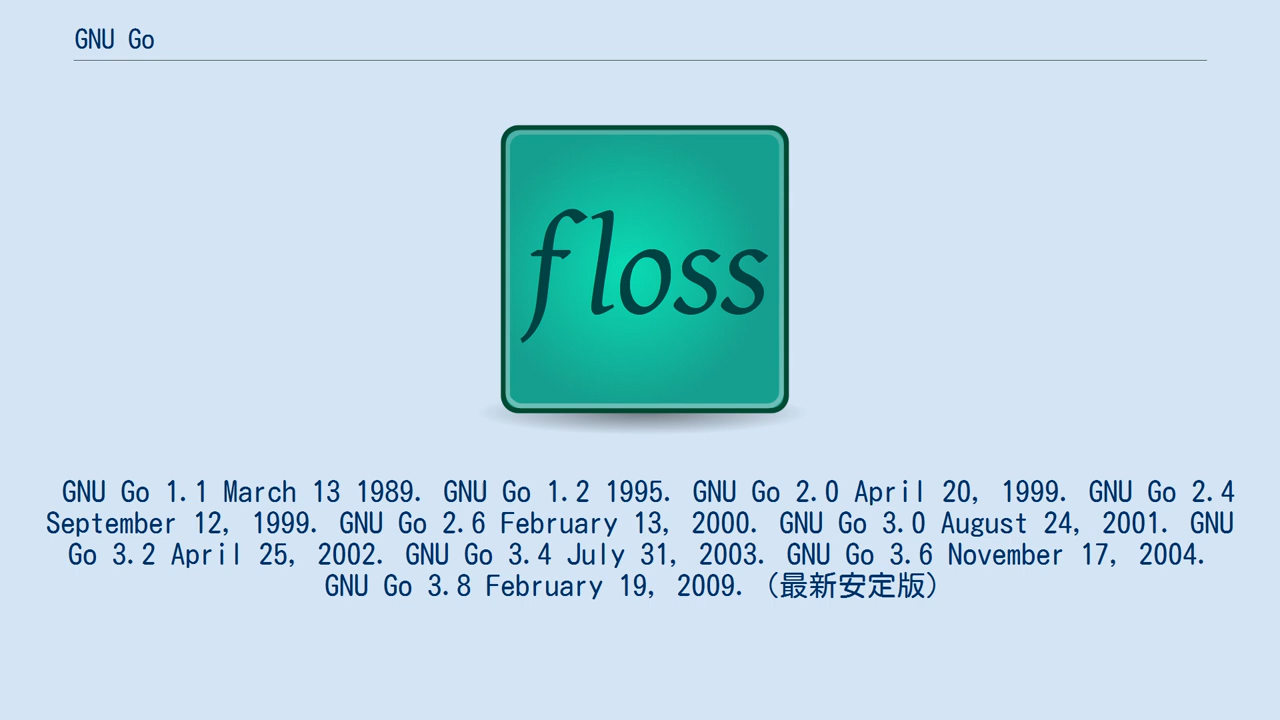 GNU Go
floss
GNU Go 1.1 March 13 1989. GNU Go 1.2 1995. GNU Go 2.0 April 20, 1999. GNU Go 2.4
September 12, 1999. GNU Go 2.6 February 13, 2000. GNU Go 3.0 August 24, 2001. GNU
Go 3.2 April 25, 2002. GNU Go 3.4 July 31, 2003. GNU Go 3.6 November 17, 2004.
GNU Go 3.8 February 19, 2009. (最新安定版)